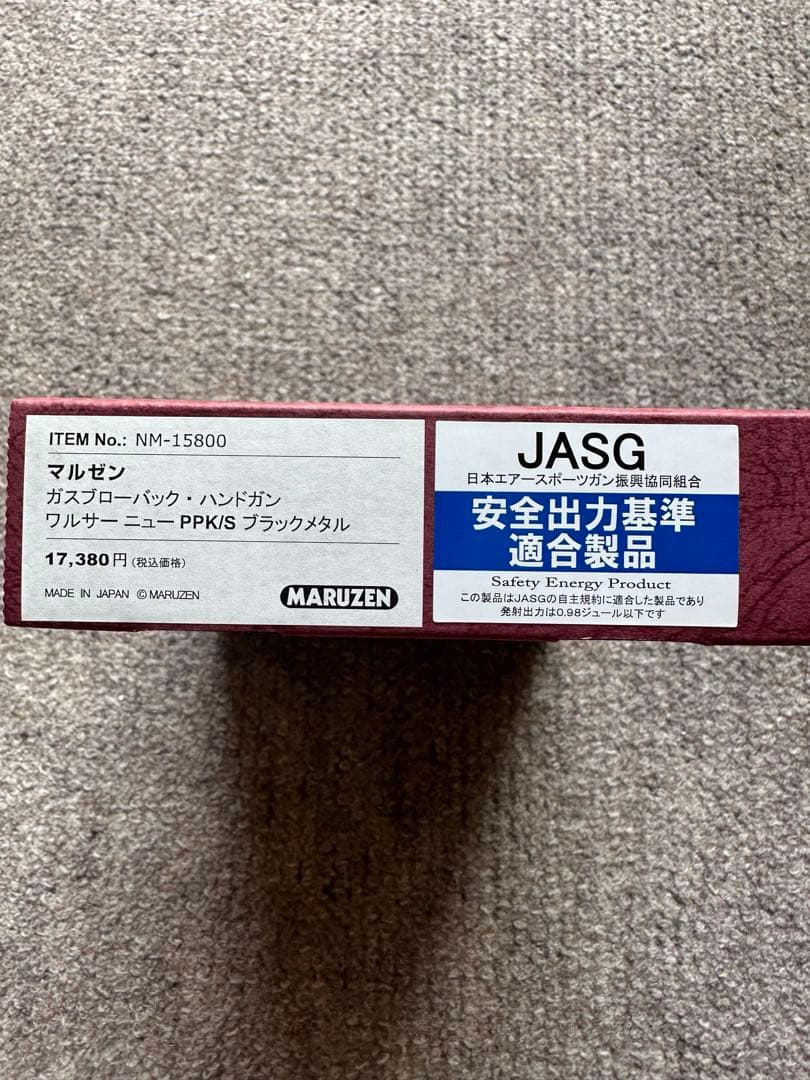 ITEM No.: NM-15800
マルゼン
ガスブローバック・ハンドガン
ワルサー ニュー PPK/S ブラックメタル
17,380円(税込価格)
MADE IN JAPAN ©MARUZEN
MARUZEN
JASG
日本エアースポーツガン振興協同組合
安全出力基準
適合製品
Safety Energy Product
この製品はJASGの自主規約に適合した製品であり
発射出力は0.98ジュール以下です